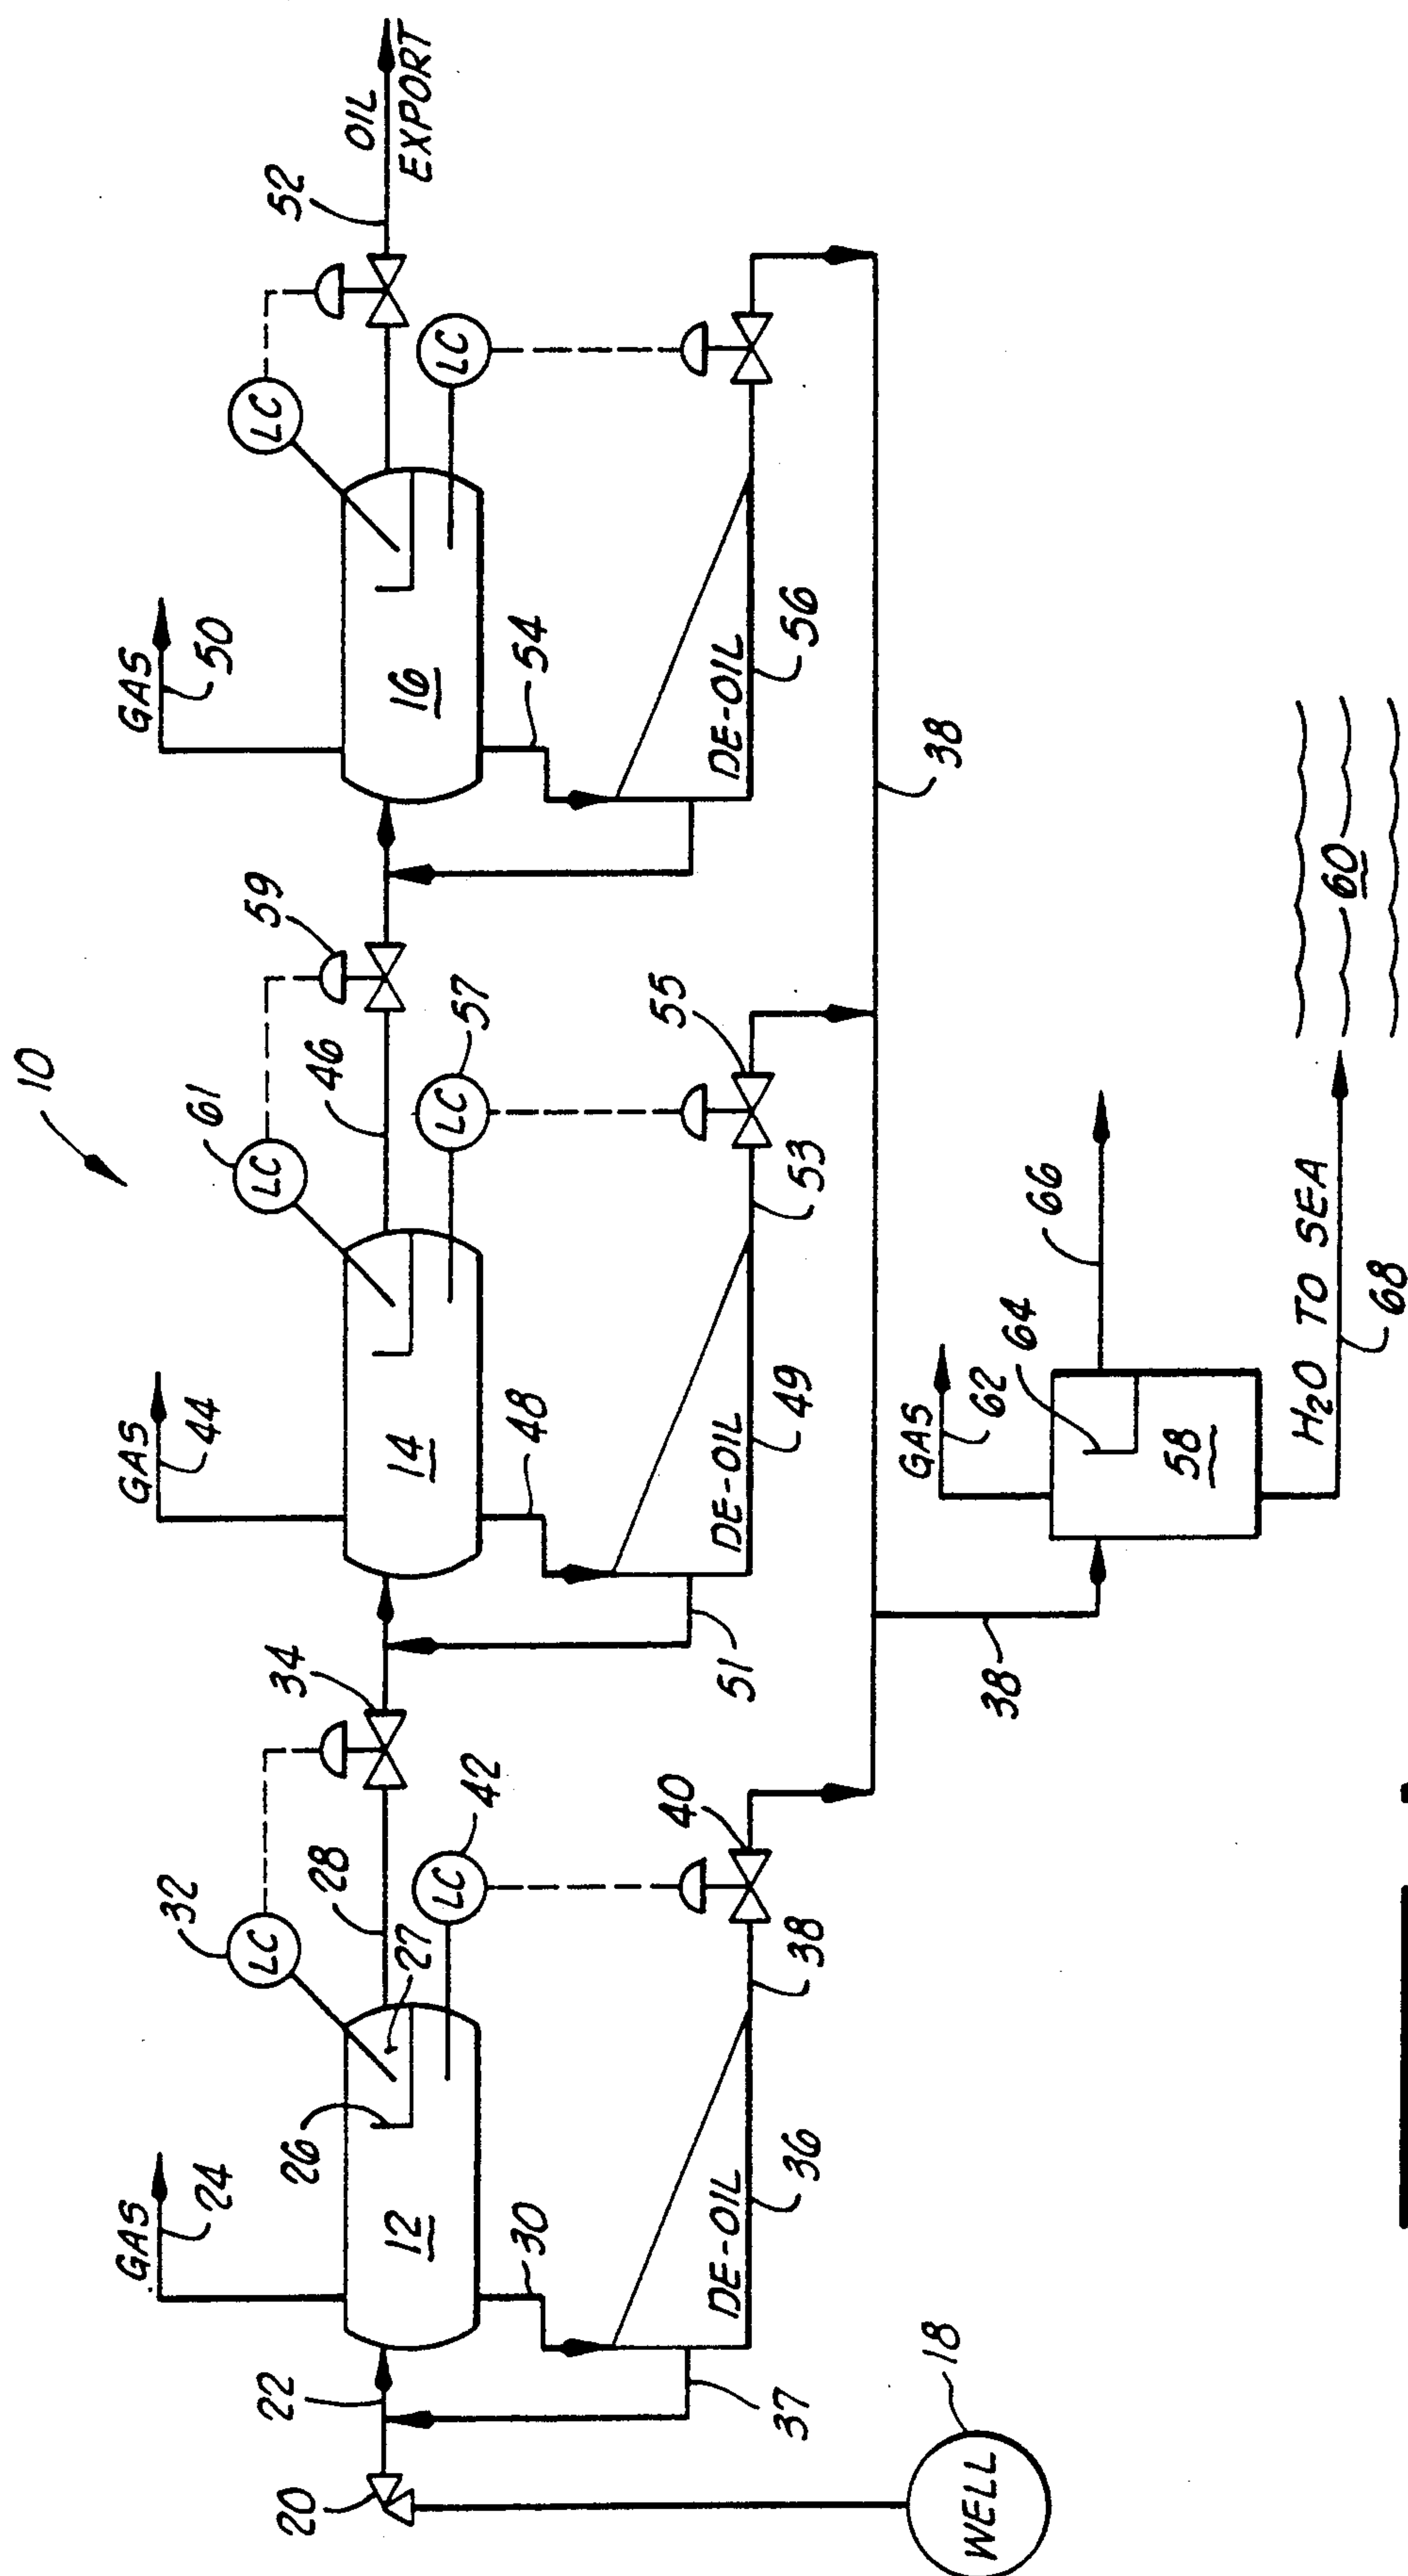 10
OIL
EXPORT
52
LC
LC
GAS
50
16
54
DE-OIL
56
59
61
LC
46
LC
57
55
53
GAS
44
14
48
DE-OIL
49
51
38
34
32
LC
28
27
LC
42
40
38
GAS
24
26
12
30
DE-OIL
36
37
22
20
WELL
18
38
GAS
62
64
66
58
H₂O TO SEA
68
60